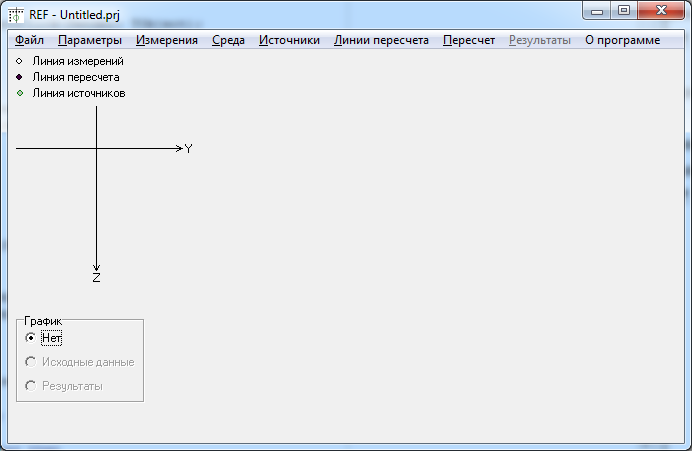 REF - Untitled.prj
Файл Параметры Измерения Среда Источники Линии пересчета Пересчет Результаты О программе
Линия измерений
Линия пересчета
Линия источников
Y
Z
График
Нет
Исходные данные
Результаты